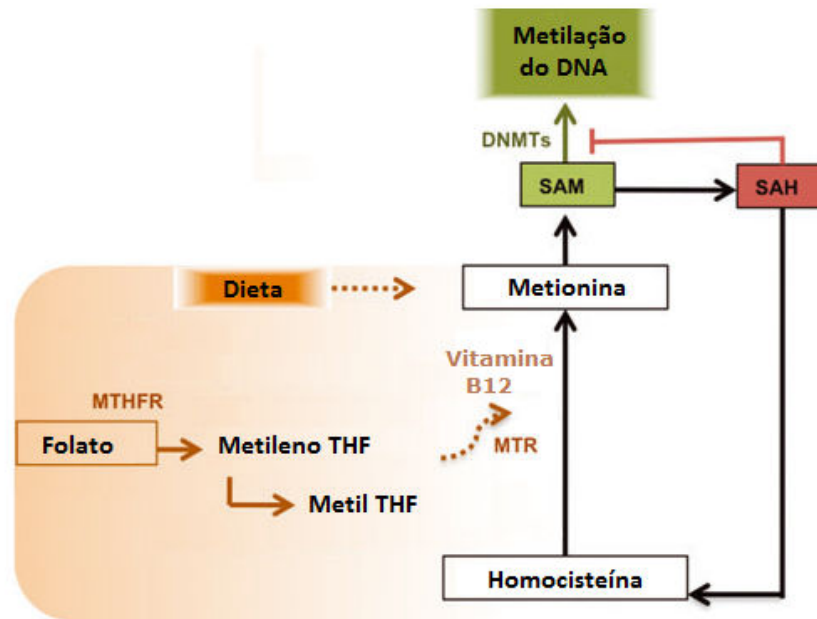 Metilação
do DNA
DNMTs
SAM
SAH
Dieta
Metionina
Vitamina
B12
MTHFR
MTR
Folato
Metileno THF
Metil THF
Homocisteína